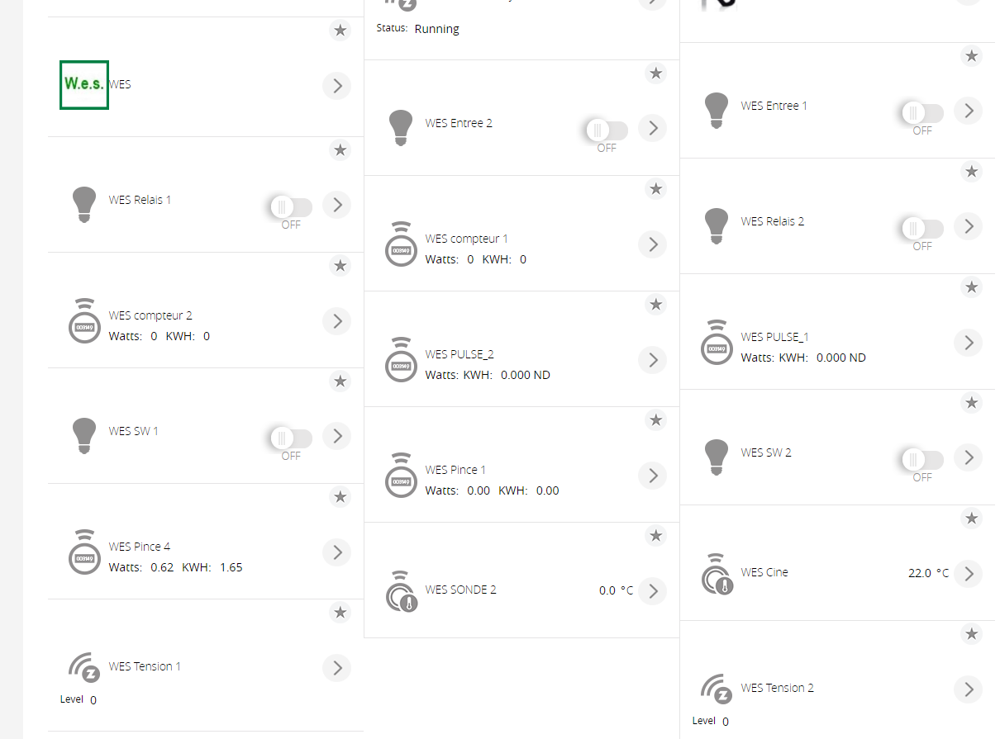 W.e.s.
WES
WES Relais 1
OFF
WES compteur 2
Watts: 0 KWH: 0
WES SW 1
OFF
WES Pince 4
Watts: 0.62 KWH: 1.65
WES Tension 1
Level 0
Status: Running
WES Entree 2
OFF
WES compteur 1
Watts: 0 KWH: 0
WES PULSE_2
Watts: KWH: 0.000 ND
WES Pince 1
Watts: 0.00 KWH: 0.00
WES SONDE 2
0.0 °C
WES Entree 1
OFF
WES Relais 2
OFF
WES PULSE_1
Watts: KWH: 0.000 ND
WES SW 2
OFF
WES Cine
22.0 °C
WES Tension 2
Level 0